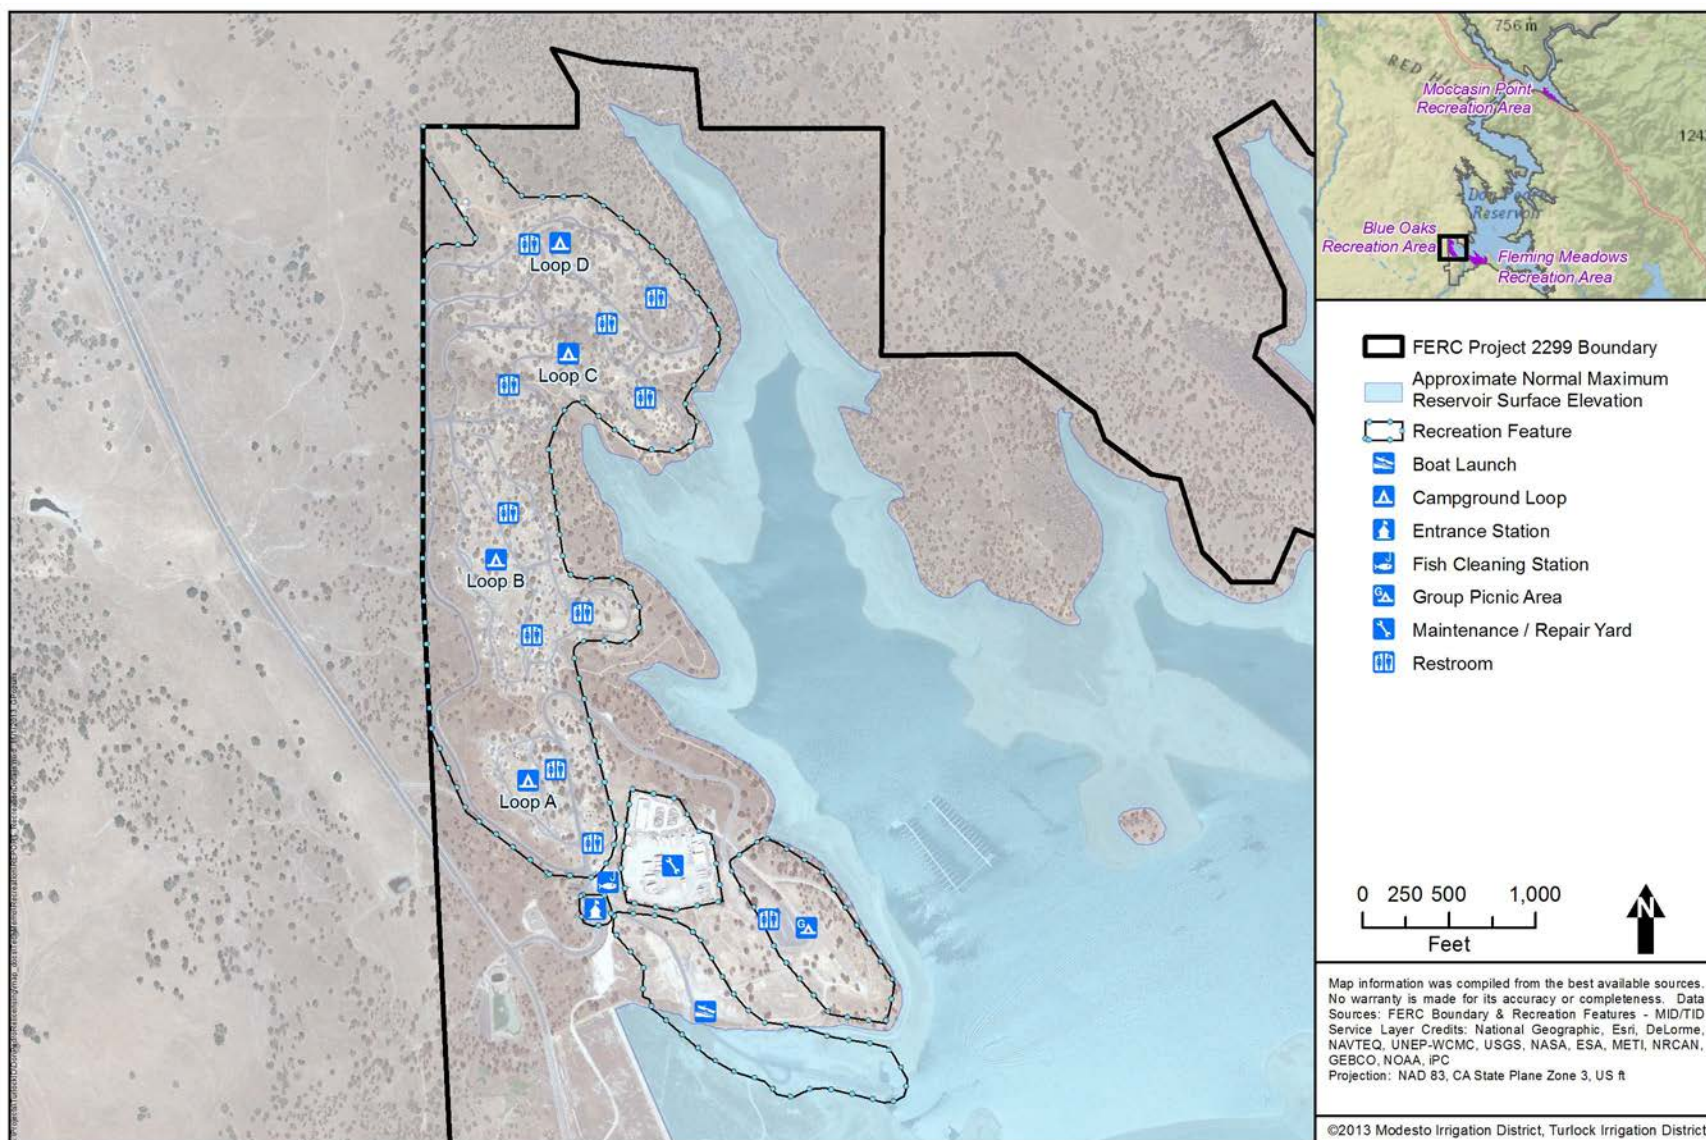 Loop D
Loop C
Loop B
Loop A
756 m
RED HI
Moccasin Point
Recreation Area
124
Reservoir
Blue Oaks
Recreation Area
Fleming Meadows
Recreation Area
FERC Project 2299 Boundary
Approximate Normal Maximum
Reservoir Surface Elevation
Recreation Feature
Boat Launch
Campground Loop
Entrance Station
Fish Cleaning Station
G
Group Picnic Area
Maintenance / Repair Yard
Restroom
G
0 250 500 1,000
Feet
N
Map information was compiled from the best available sources.
No warranty is made for its accuracy or completeness. Data
Sources: FERC Boundary & Recreation Features - MID/TID
Service Layer Credits: National Geographic, Esri, DeLorme,
NAVTEQ, UNEP-WCMC, USGS, NASA, ESA, METI, NRCAN,
GEBCO, NOAA, iPC
Projection: NAD 83, CA State Plane Zone 3, US ft
©2013 Modesto Irrigation District, Turlock Irrigation District